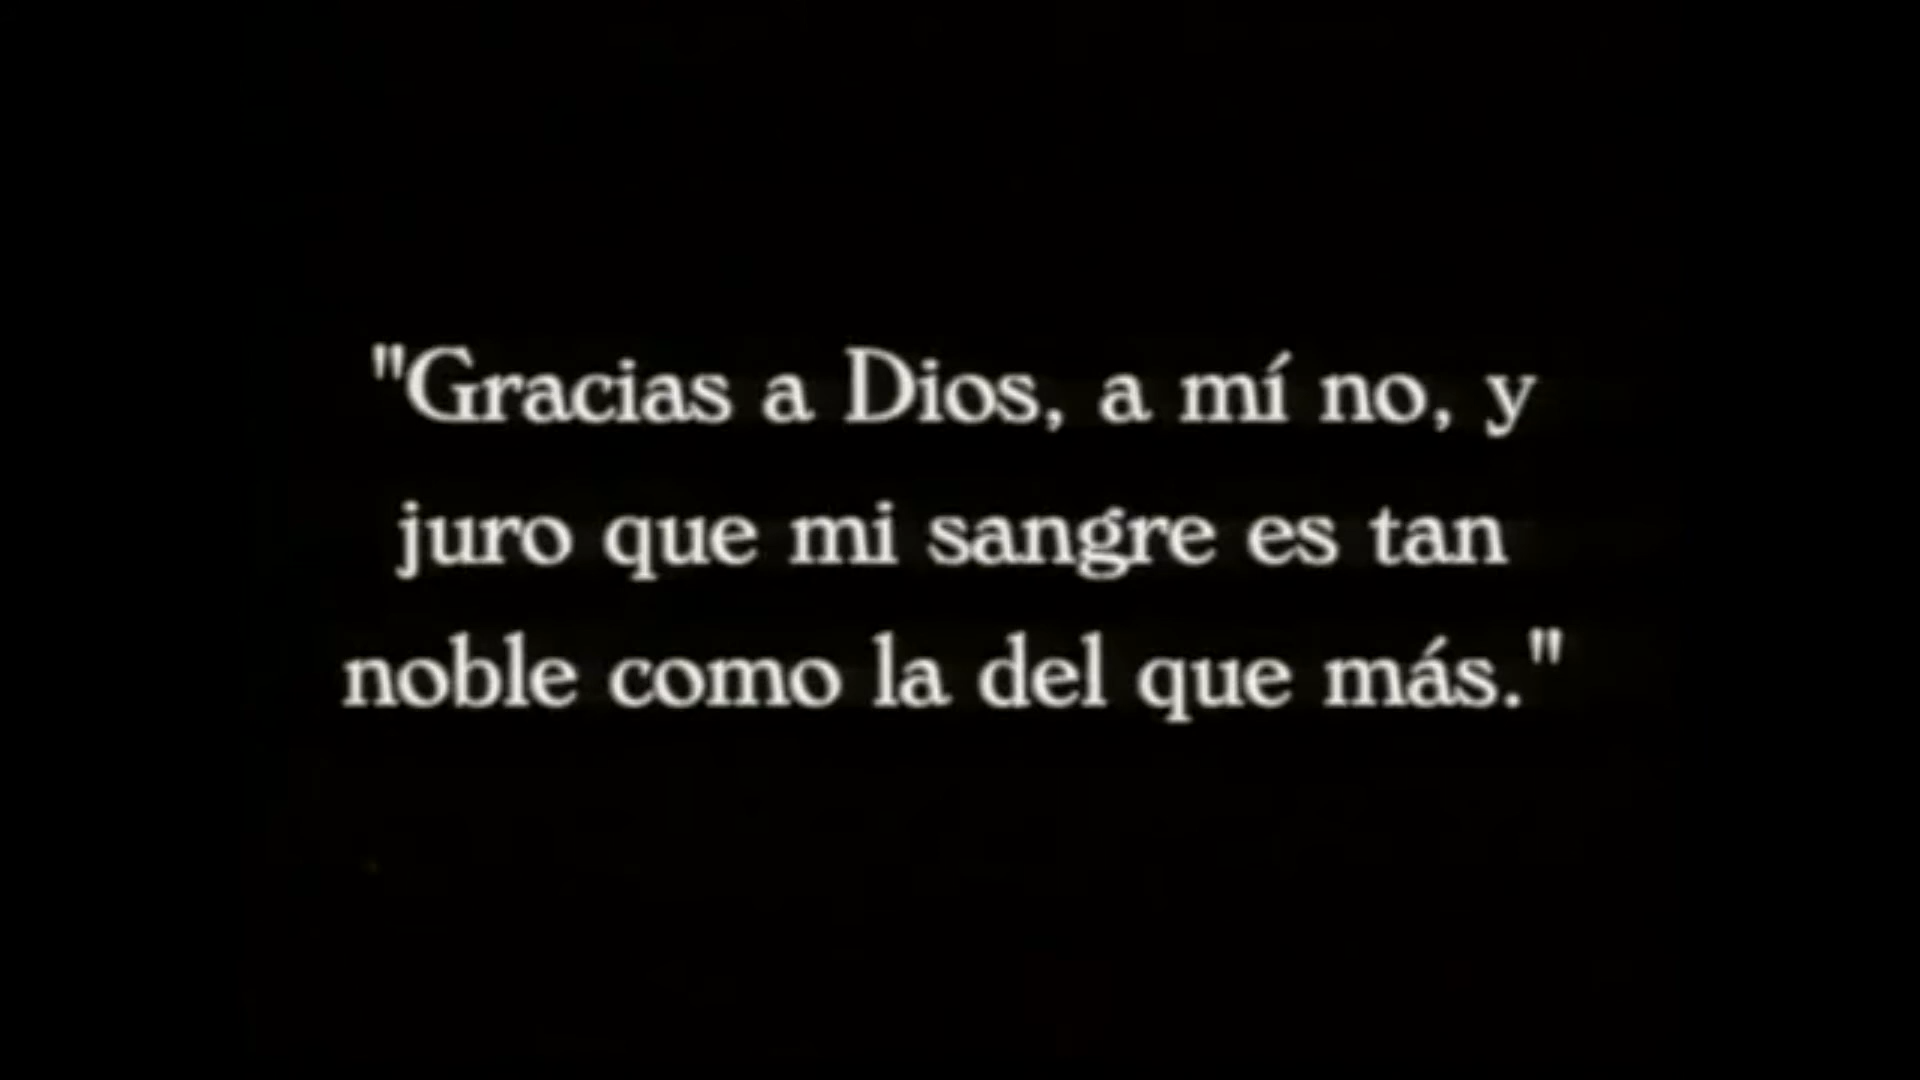 "Gracias a Dios, a mí no, y
juro que mi sangre es tan
noble como la del que más."